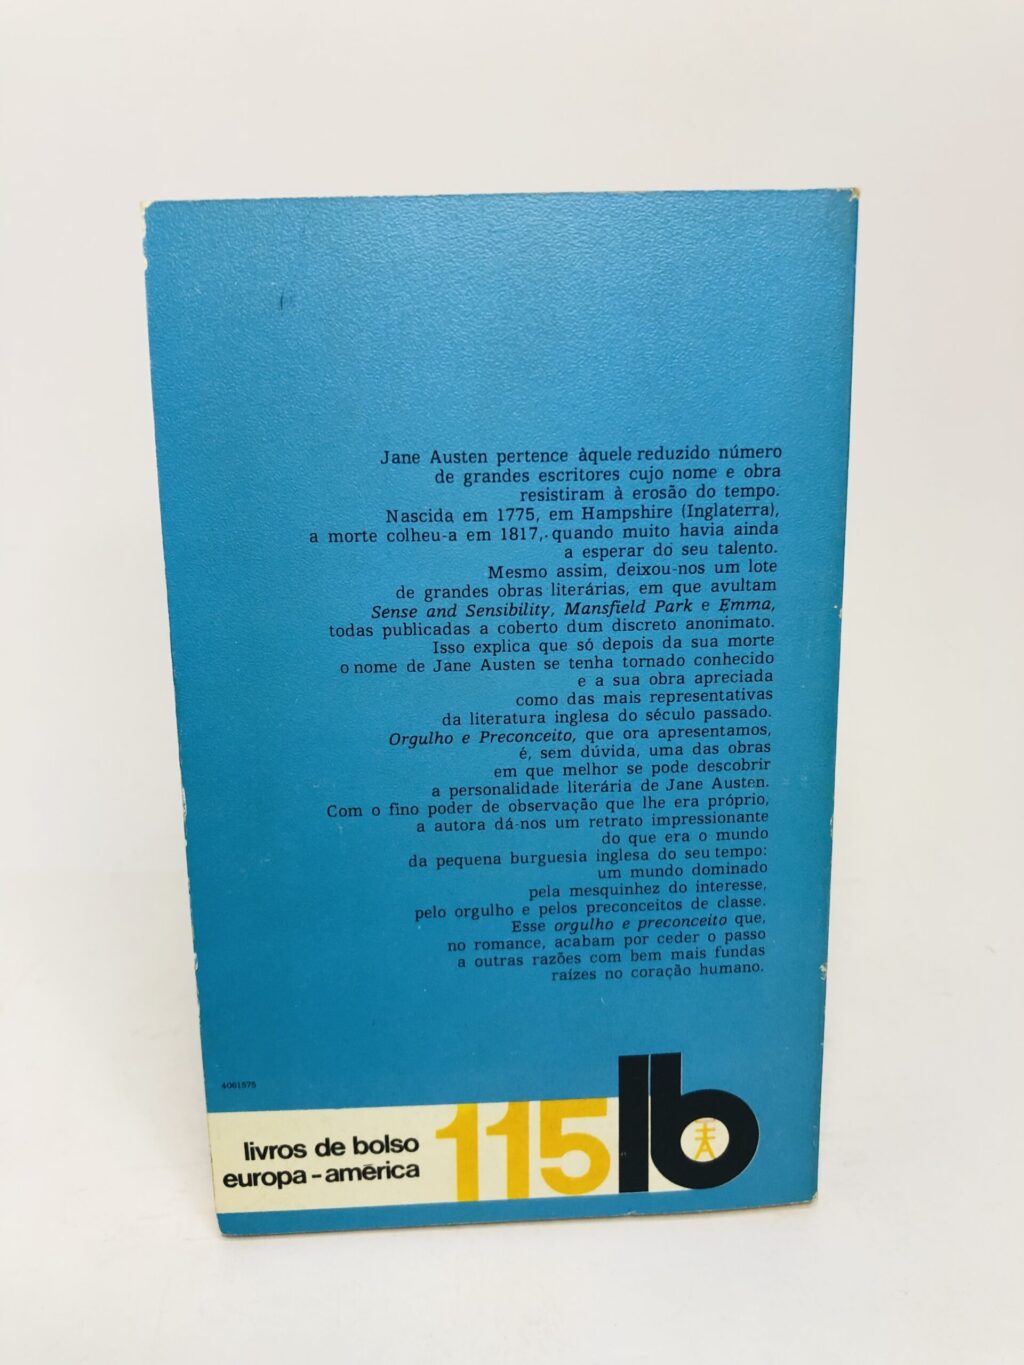 Jane Austen pertence àquele reduzido número
de grandes escritores cujo nome e obra
resistiram à erosão do tempo.
Nascida em 1775, em Hampshire (Inglaterra),
a morte colheu-a em 1817, quando muito havia ainda
a esperar do seu talento.
Mesmo assim, deixou-nos um lote
de grandes obras literárias, em que avultam
Sense and Sensibility, Mansfield Park e Emma,
todas publicadas a coberto dum discreto anonimato.
Isso explica que só depois da sua morte
o nome de Jane Austen se tenha tornado conhecido
e a sua obra apreciada
como das mais representativas
da literatura inglesa do século passado.
Orgulho e Preconceito, que ora apresentamos,
é, sem dúvida, uma das obras
em que melhor se pode descobrir
a personalidade literária de Jane Austen.
Com o fino poder de observação que lhe era próprio,
a autora dá-nos um retrato impressionante
do que era o mundo
da pequena burguesia inglesa do seu tempo:
um mundo dominado
pela mesquinhez do interesse,
pelo orgulho e pelos preconceitos de classe.
Esse orgulho e preconceito que,
no romance, acabam por ceder o passo
a outras razões com bem mais fundas
raízes no coração humano.
4061575
livros de bolso
europa-américa
115
lb
EA